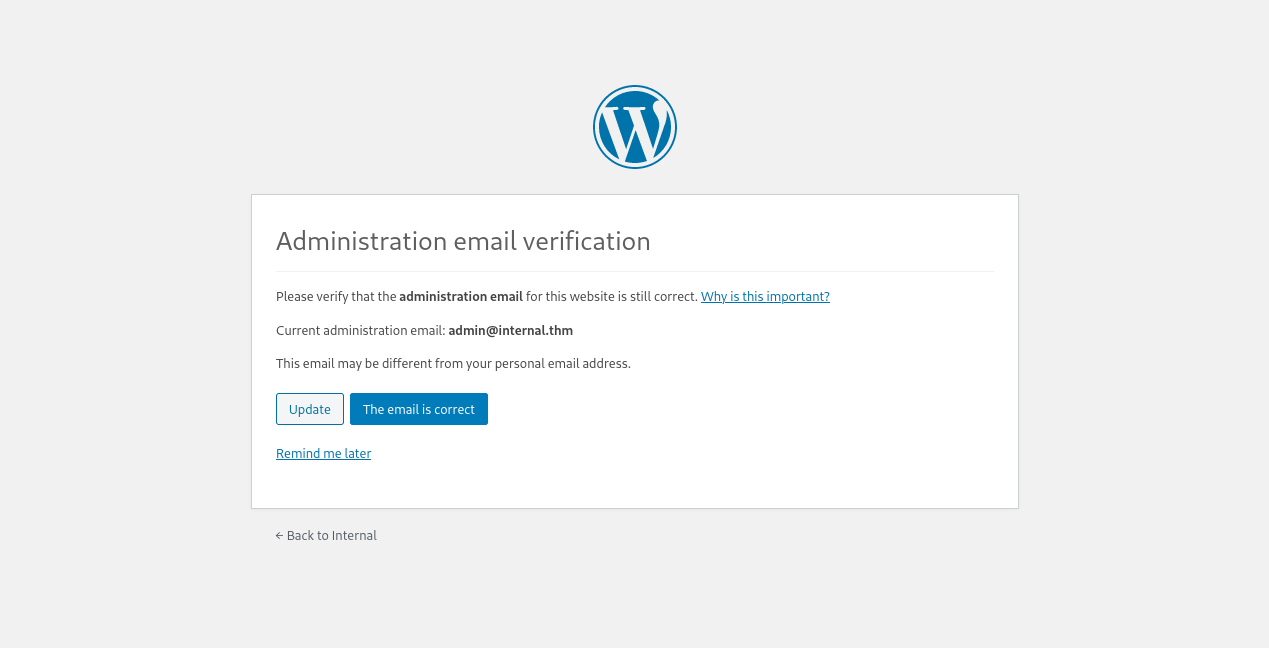 Administration email verification
Please verify that the administration email for this website is still correct. Why is this important?
Current administration email: admin@internal.thm
This email may be different from your personal email address.
Update The email is correct
Remind me later
← Back to Internal